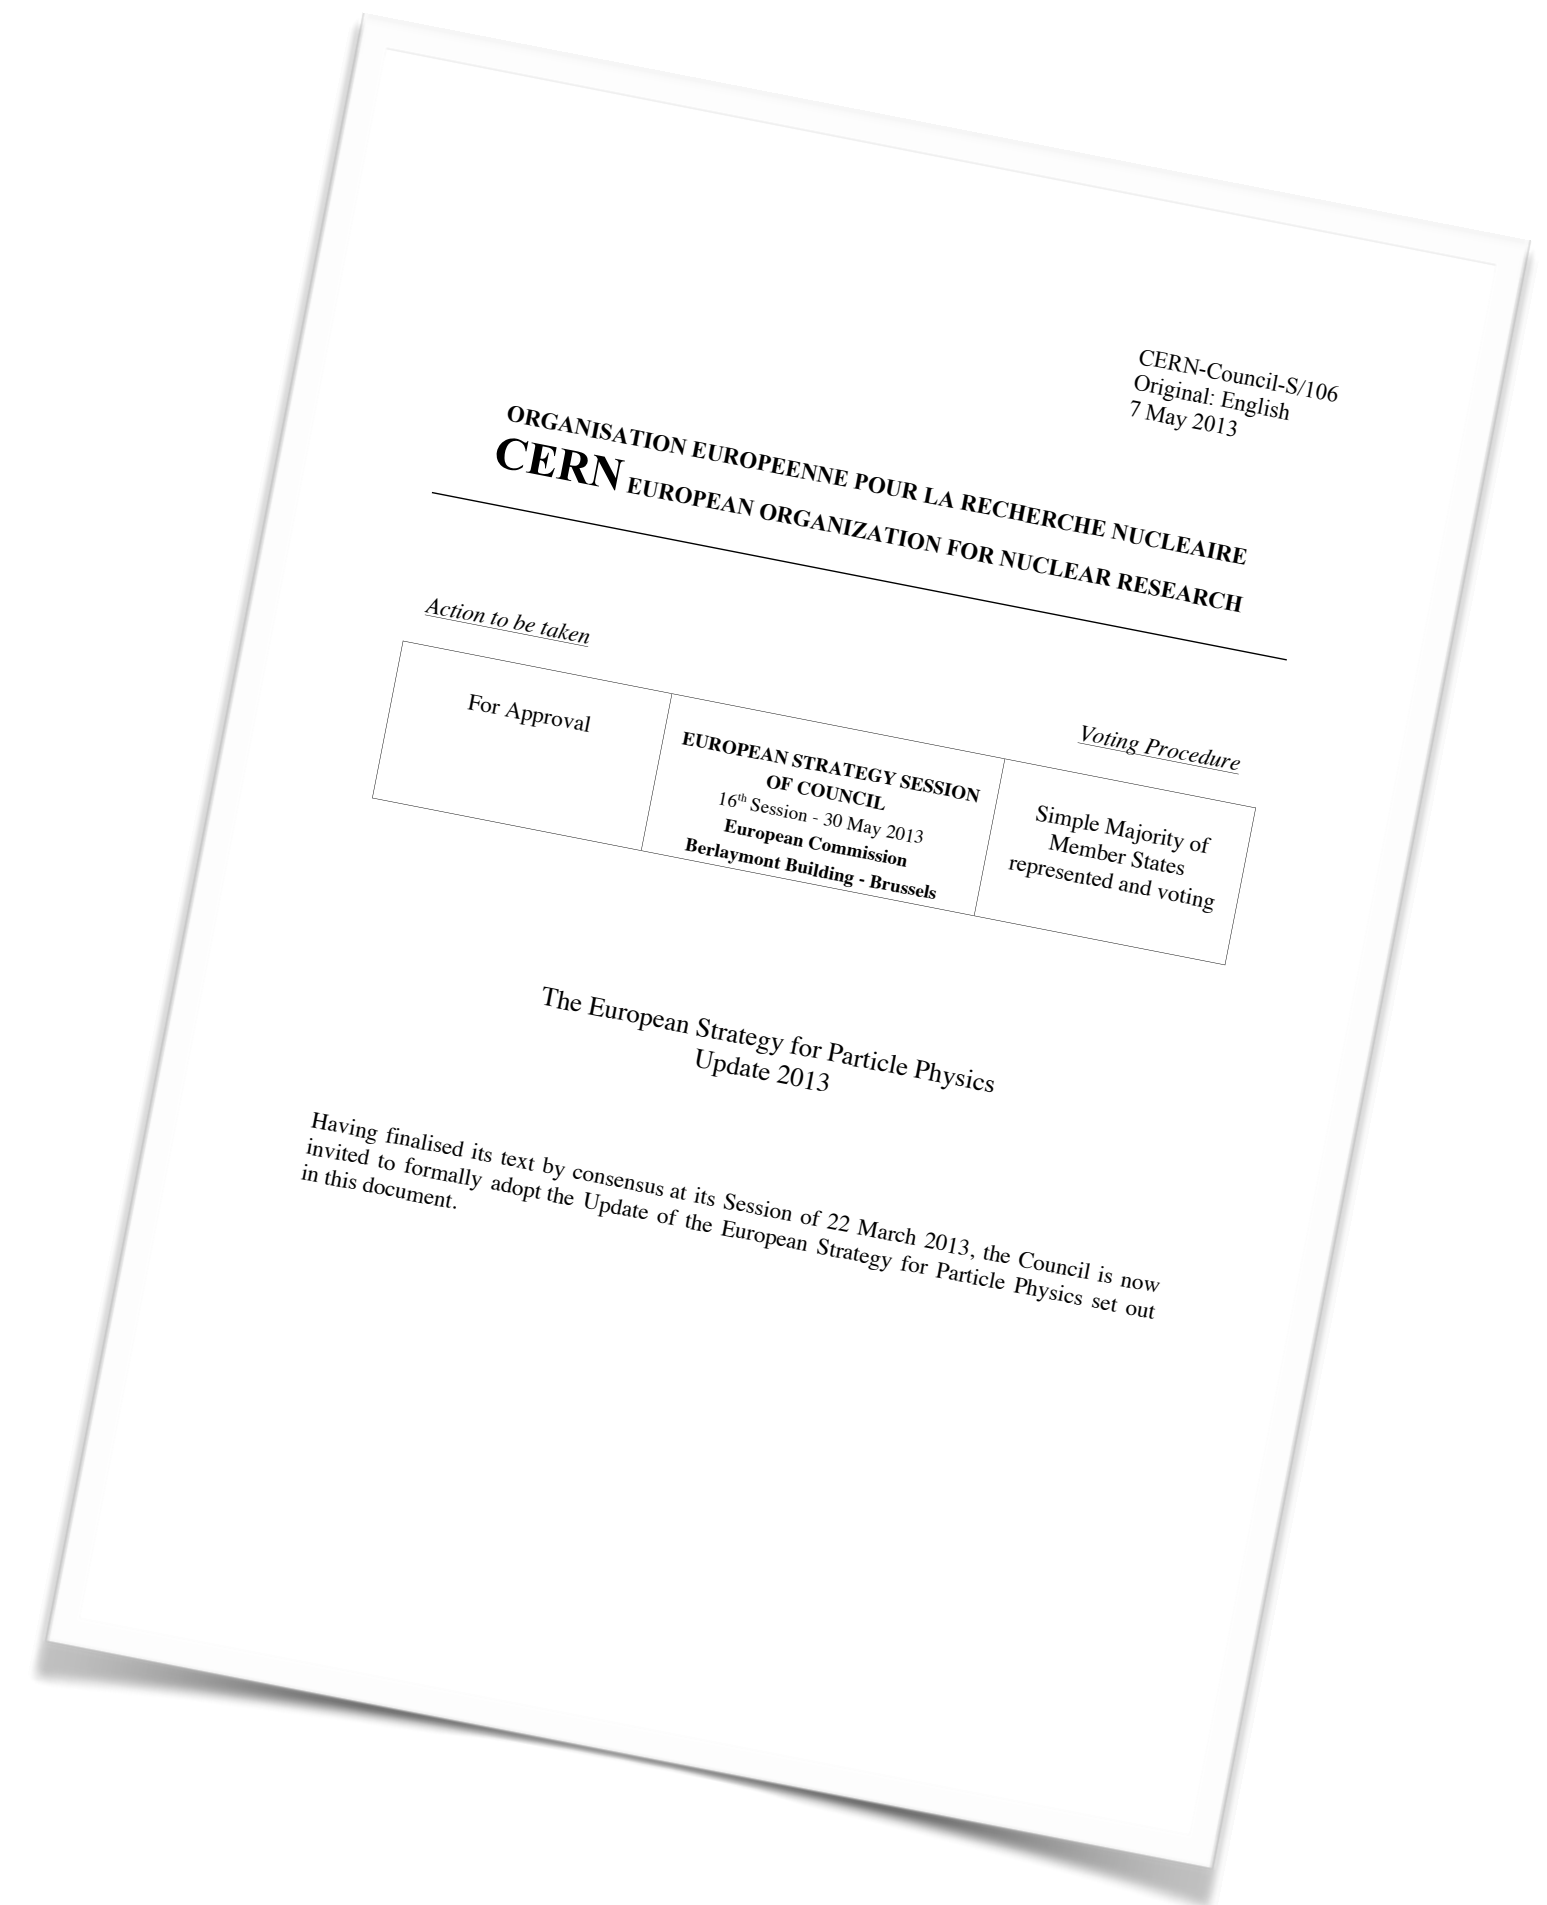 CERN-Council-S/106
Original: English
7 May 2013
ORGANISATION EUROPEENNE POUR LA RECHERCHE NUCLEAIRE
CERN EUROPEAN ORGANIZATION FOR NUCLEAR RESEARCH
Action to be taken
Voting Procedure
For Approval
EUROPEAN STRATEGY SESSION
OF COUNCIL
16th Session - 30 May 2013
European Commission
Berlaymont Building - Brussels
Simple Majority of
Member States
represented and voting
The European Strategy for Particle Physics
Update 2013
Having finalised its text by consensus at its Session of 22 March 2013, the Council is now
invited to formally adopt the Update of the European Strategy for Particle Physics set out
in this document.